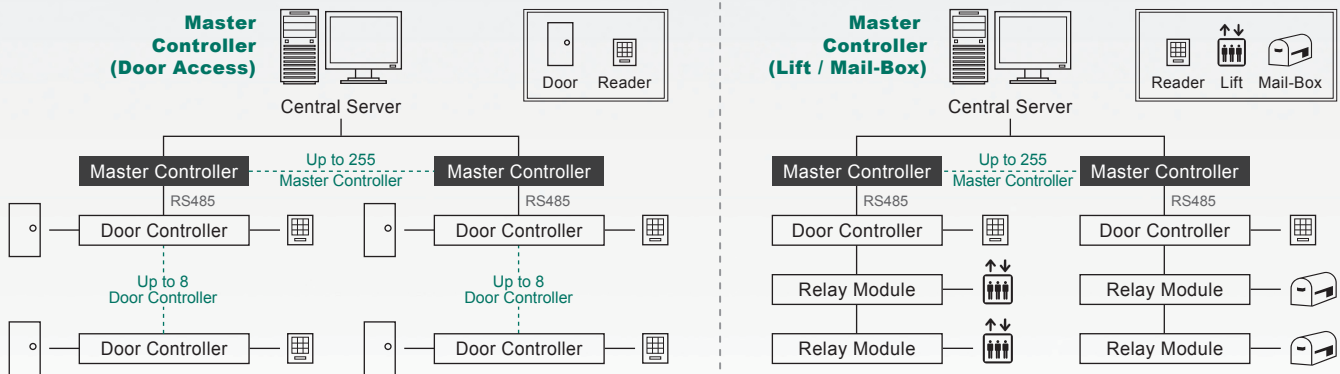 Master
Controller
(Door Access)
Door
Reader
Central Server
Master Controller
Up to 255
Master Controller
Master Controller
RS485
RS485
Door Controller
Door Controller
Up to 8
Door Controller
Up to 8
Door Controller
Door Controller
Door Controller
Master
Controller
(Lift / Mail-Box)
Reader
Lift
Mail-Box
Central Server
Master Controller
Up to 255
Master Controller
Master Controller
RS485
RS485
Door Controller
Door Controller
Relay Module
Relay Module
Relay Module
Relay Module